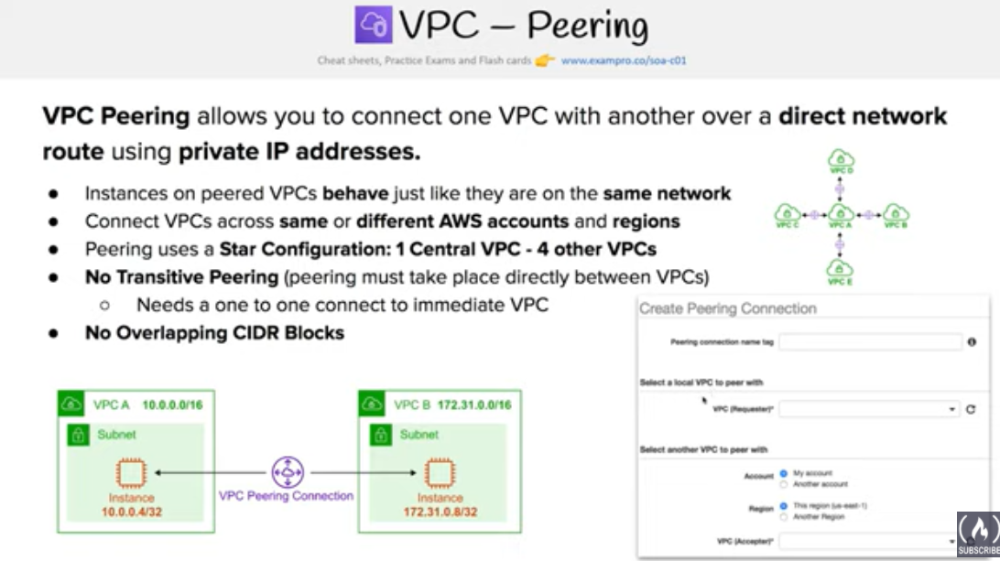 VPC – Peering
Cheat sheets, Practice Exams and Flash cards 👉 www.exampro.co/soa-c01
VPC Peering allows you to connect one VPC with another over a direct network
route using private IP addresses.
● Instances on peered VPCs behave just like they are on the same network
● Connect VPCs across same or different AWS accounts and regions
● Peering uses a Star Configuration: 1 Central VPC - 4 other VPCs
● No Transitive Peering (peering must take place directly between VPCs)
○ Needs a one to one connect to immediate VPC
● No Overlapping CIDR Blocks
VPC D
VPC C
VPC A
VPC B
VPC E
VPC A 10.0.0.0/16
Subnet
Instance
10.0.0.4/32
VPC Peering Connection
VPC B 172.31.0.0/16
Subnet
Instance
172.31.0.8/32
Create Peering Connection
Peering connection name tag
Select a local VPC to peer with
VPC (Requester)*
Select another VPC to peer with
Account
My account
Another account
Region
This region (us-east-1)
Another Region
VPC (Accepter)*
SUBSCRIBE